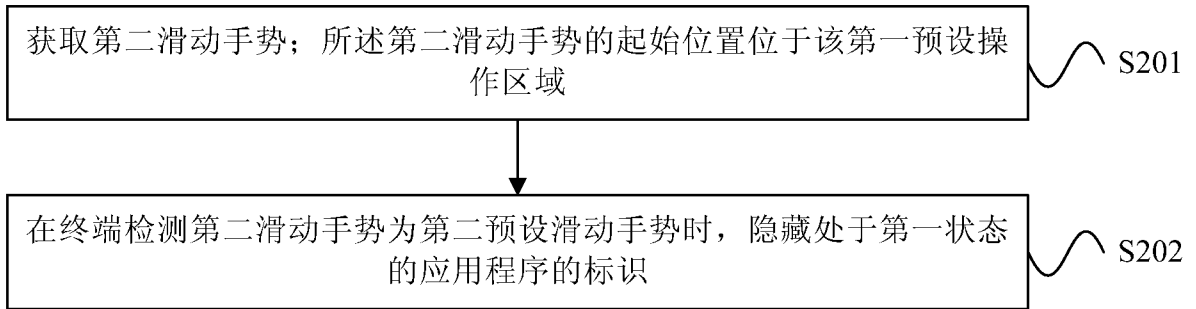 获取第二滑动手势；所述第二滑动手势的起始位置位于该第一预设操
作区域
S201
在终端检测第二滑动手势为第二预设滑动手势时，隐藏处于第一状态
的应用程序的标识
S202